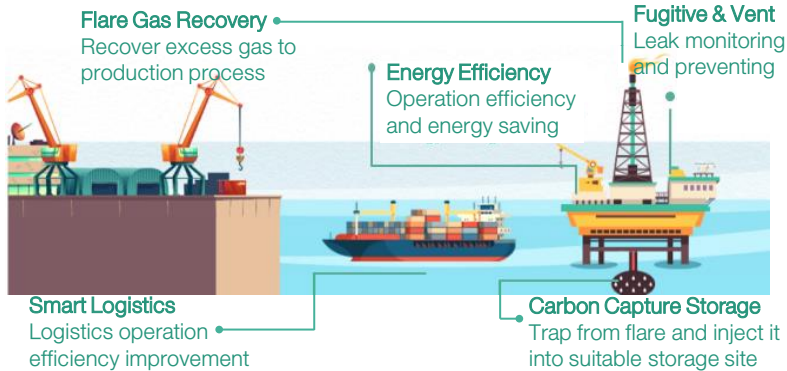 Flare Gas Recovery
Recover excess gas to
production process
Fugitive & Vent
Leak monitoring
and preventing
Energy Efficiency
Operation efficiency
and energy saving
Smart Logistics
Logistics operation
efficiency improvement
Carbon Capture Storage
Trap from flare and inject it
into suitable storage site